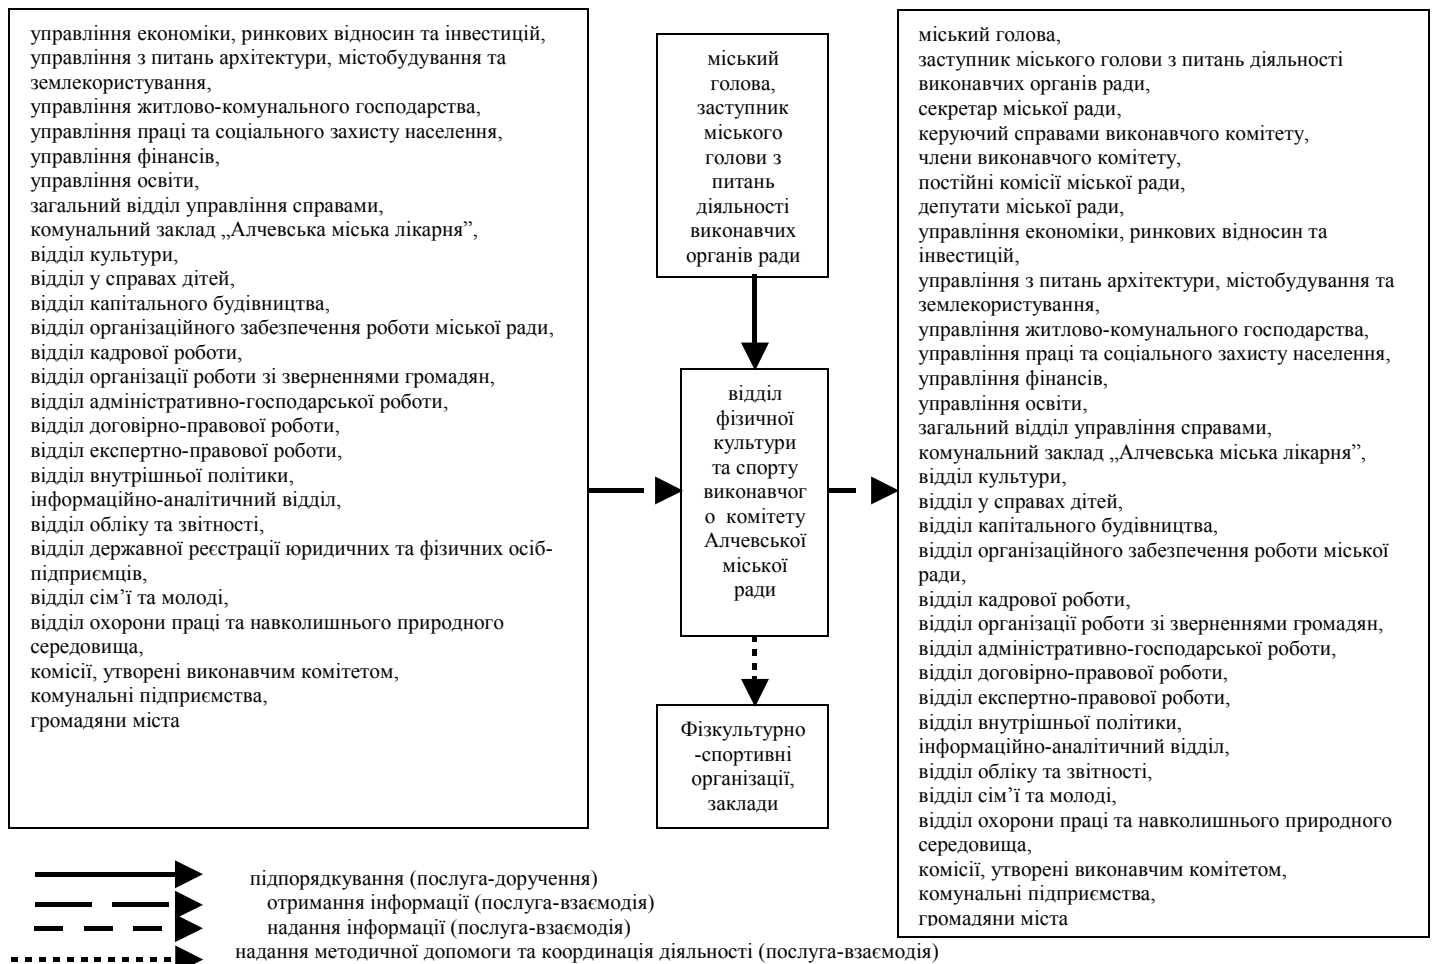 управління економіки, ринкових відносин та інвестицій,
управління з питань архітектури, містобудування та
землекористування,
управління житлово-комунального господарства,
управління праці та соціального захисту населення,
управління фінансів,
управління освіти,
загальний відділ управління справами,
комунальний заклад „Алчевська міська лікарня”,
відділ культури,
відділ у справах дітей,
відділ капітального будівництва,
відділ організаційного забезпечення роботи міської ради,
відділ кадрової роботи,
відділ організації роботи зі зверненнями громадян,
відділ адміністративно-господарської роботи,
відділ договірно-правової роботи,
відділ експертно-правової роботи,
відділ внутрішньої політики,
інформаційно-аналітичний відділ,
відділ обліку та звітності,
відділ державної реєстрації юридичних та фізичних осіб-
підприємців,
відділ сім’ї та молоді,
відділ охорони праці та навколишнього природного
середовища,
комісії, утворені виконавчим комітетом,
комунальні підприємства,
громадяни міста
міський
голова,
заступник
міського
голови з
питань
діяльності
виконавчих
органів ради
відділ
фізичної
культури
та спорту
виконавчог
о комітету
Алчевської
міської
ради
Фізкультурно
-спортивні
організації,
заклади
міський голова,
заступник міського голови з питань діяльності
виконавчих органів ради,
секретар міської ради,
керуючий справами виконавчого комітету,
члени виконавчого комітету,
постійні комісії міської ради,
депутати міської ради,
управління економіки, ринкових відносин та
інвестицій,
управління з питань архітектури, містобудування та
землекористування,
управління житлово-комунального господарства,
управління праці та соціального захисту населення,
управління фінансів,
управління освіти,
загальний відділ управління справами,
комунальний заклад „Алчевська міська лікарня”,
відділ культури,
відділ у справах дітей,
відділ капітального будівництва,
відділ організаційного забезпечення роботи міської
ради,
відділ кадрової роботи,
відділ організації роботи зі зверненнями громадян,
відділ адміністративно-господарської роботи,
відділ договірно-правової роботи,
відділ експертно-правової роботи,
відділ внутрішньої політики,
інформаційно-аналітичний відділ,
відділ обліку та звітності,
відділ сім’ї та молоді,
відділ охорони праці та навколишнього природного
середовища,
комісії, утворені виконавчим комітетом,
комунальні підприємства,
громадяни міста
підпорядкування (послуга-доручення)
отримання інформації (послуга-взаємодія)
надання інформації (послуга-взаємодія)
надання методичної допомоги та координація діяльності (послуга-взаємодія)